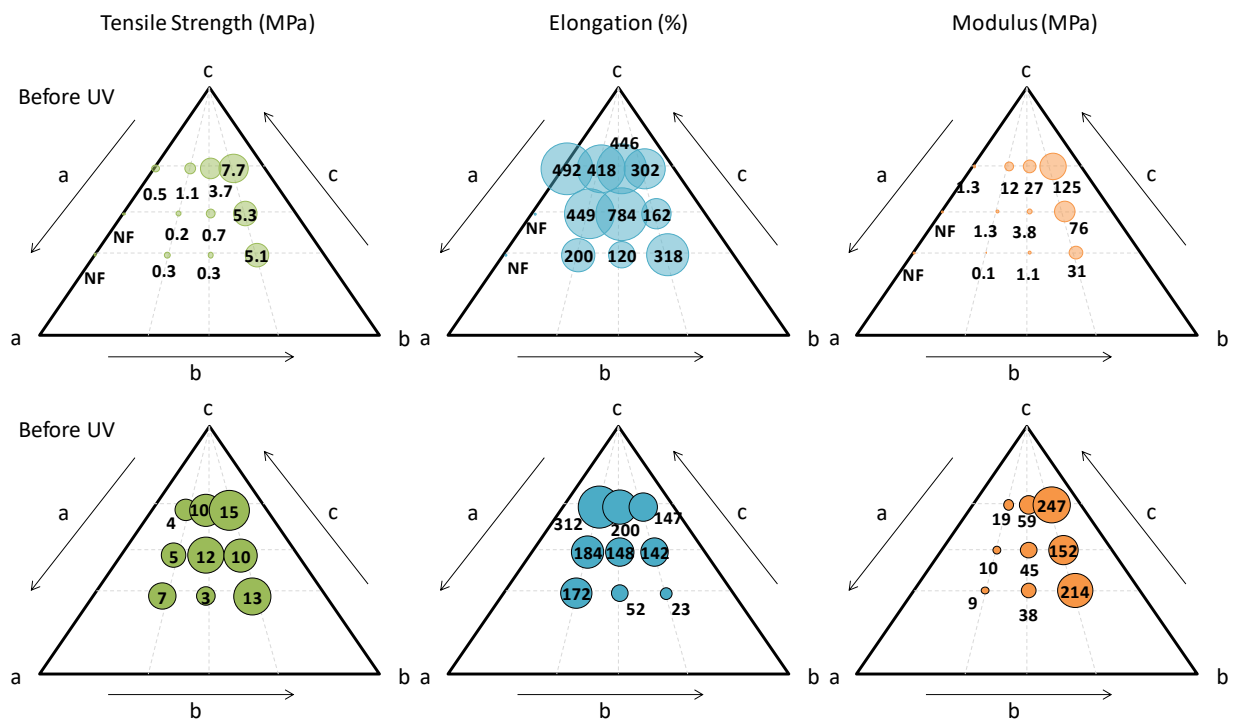 Tensile Strength (MPa) Elongation (%) Modulus (MPa)
c c c
Before UV
446
7.7 492 418 302
a c a c a c
0.5 1.1 3.7 1.3 12 27 125
5.3 449 784 162
0.2 0.7 NF 1.3 3.8 76
NF NF
5.1 200 120 318
0.3 0.3 NF 0.1 1.1 31
NF NF
a b a b a b
b b b
c c c
Before UV
10 15 247
4 312 200 147 19 59
a c a c a c
5 12 10 184 148 142 152
10 45
7 3 13 172 214
52 23 9 38
a b a b a b
b b b